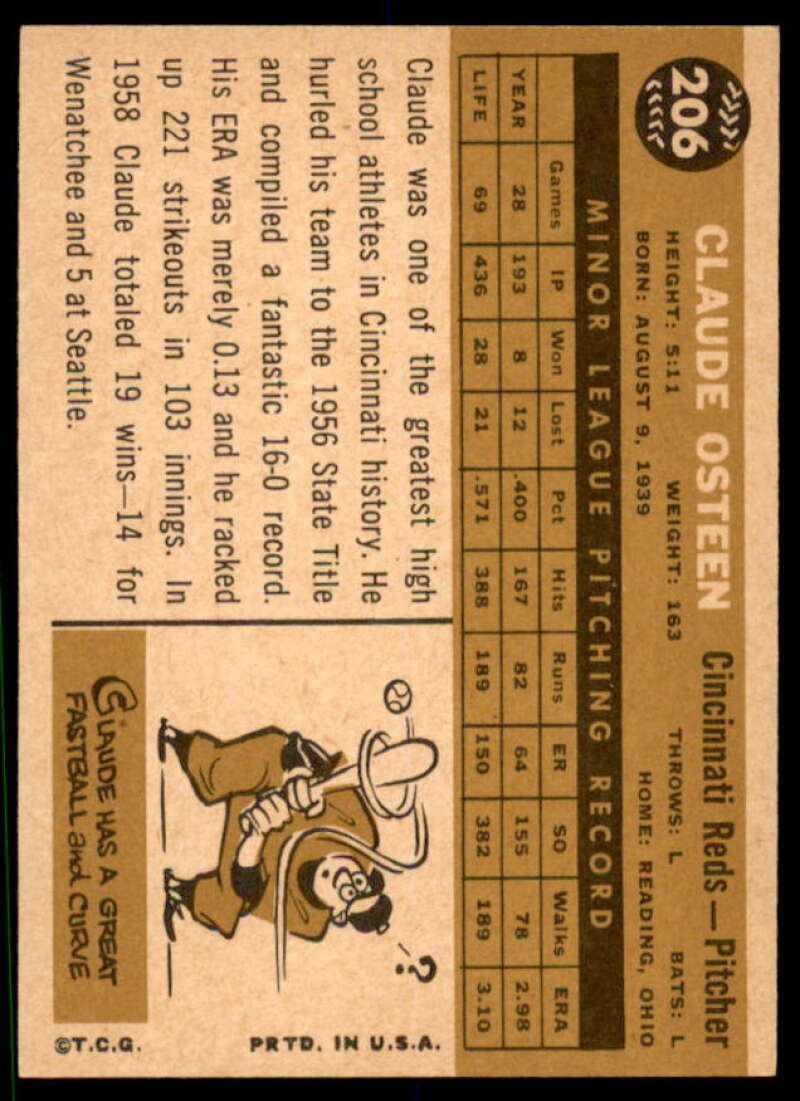 206
CLAUDE OSTEEN Cincinnati Reds—Pitcher
HEIGHT: 5:11 WEIGHT: 163 THROWS: L BATS: L
BORN: AUGUST 9, 1939 HOME: READING, OHIO
MINOR LEAGUE PITCHING RECORD
Games IP Won Lost Pct Hits Runs ER SO Walks ERA
YEAR 28 193 8 12 .400 167 82 64 155 78 2.98
LIFE 69 436 28 21 .571 388 189 150 382 189 3.10
Claude was one of the greatest high
school athletes in Cincinnati history. He
hurled his team to the 1956 State Title
and compiled a fantastic 16-0 record.
His ERA was merely 0.13 and he racked
up 221 strikeouts in 103 innings. In
1958 Claude totaled 19 wins—14 for
Wenatchee and 5 at Seattle.
?
CLAUDE HAS A GREAT
FASTBALL and CURVE
PRTD. IN U.S.A.
©T.C.G.